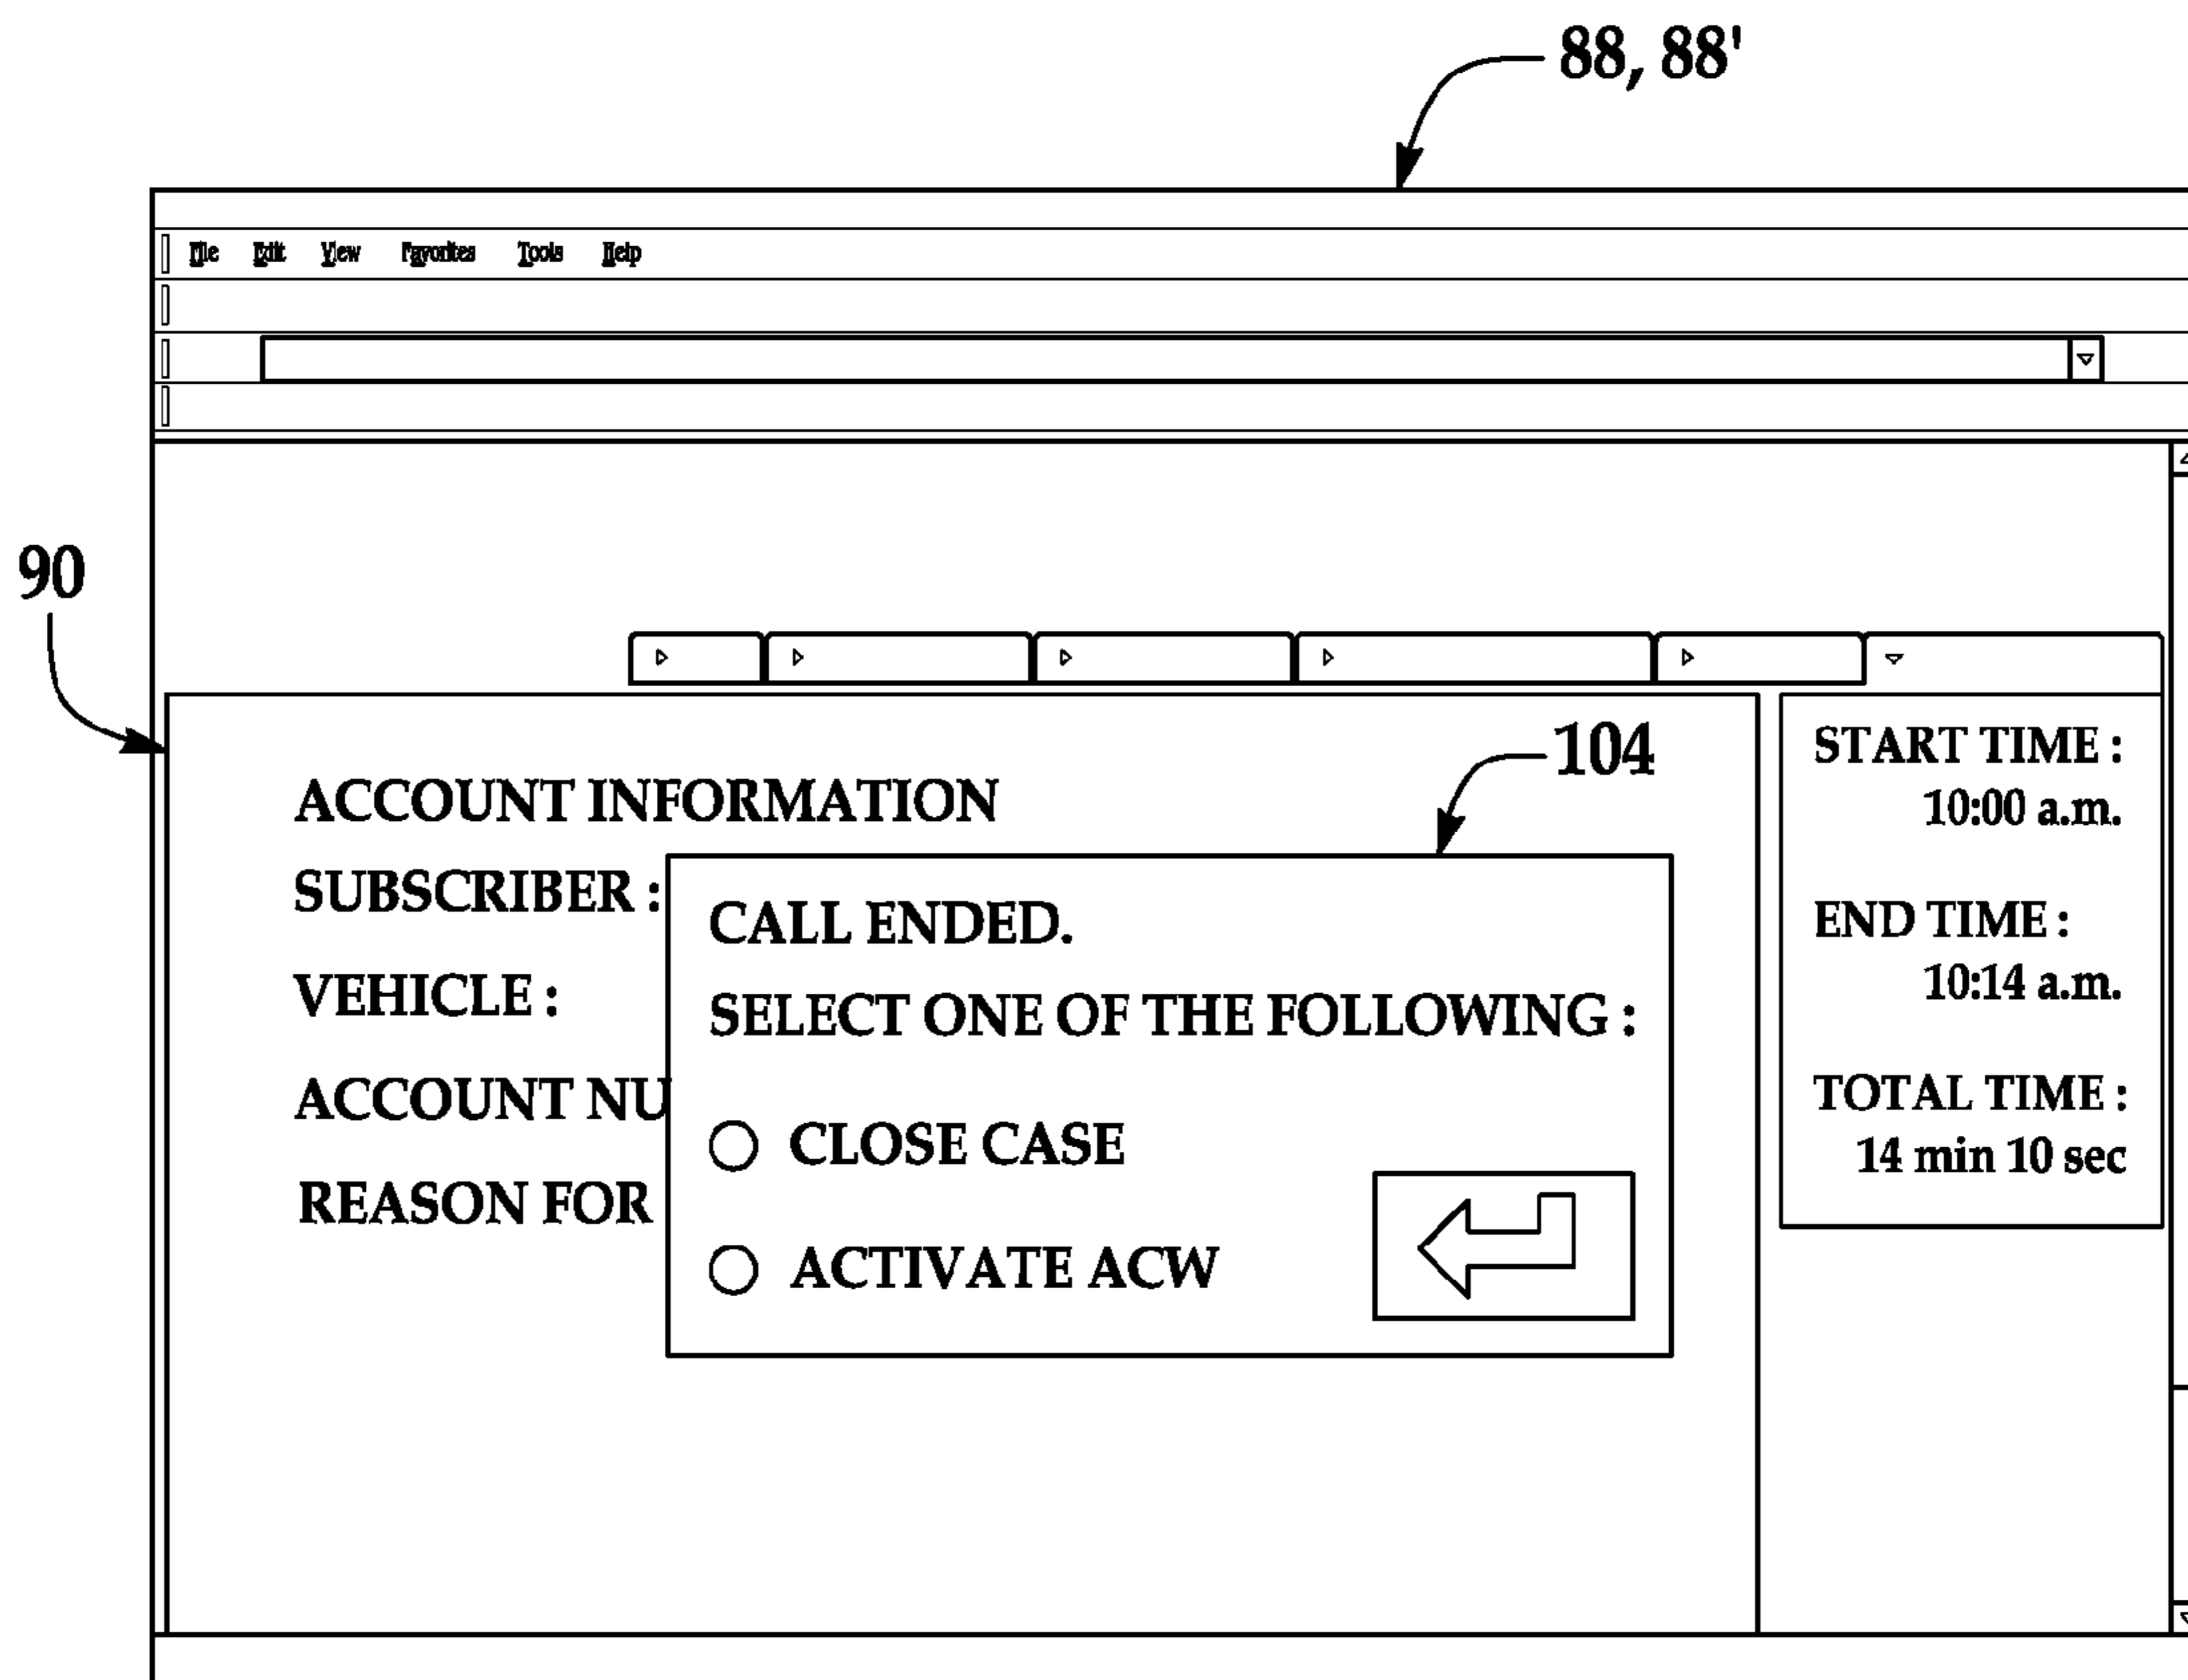 88, 88'
File Edit View Favorites Tools Help
90
104
ACCOUNT INFORMATION
SUBSCRIBER :
VEHICLE :
ACCOUNT NU
REASON FOR
CALL ENDED.
SELECT ONE OF THE FOLLOWING :
CLOSE CASE
ACTIVATE ACW
START TIME :
10:00 a.m.
END TIME :
10:14 a.m.
TOTAL TIME :
14 min 10 sec